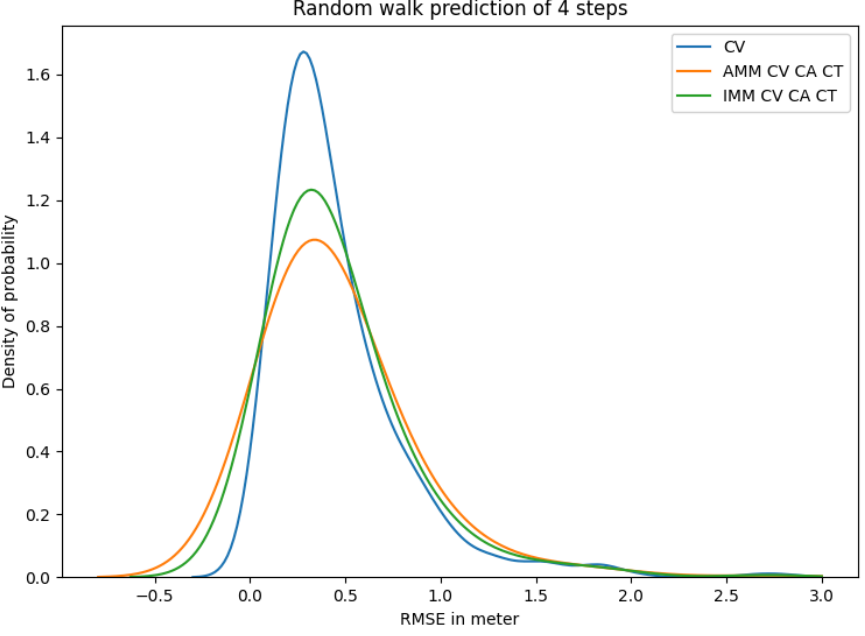 Random walk prediction of 4 steps
CV
AMM CV CA CT
IMM CV CA CT
Density of probability
1.6
1.4
1.2
1.0
0.8
0.6
0.4
0.2
0.0
−0.5 0.0 0.5 1.0 1.5 2.0 2.5 3.0
RMSE in meter